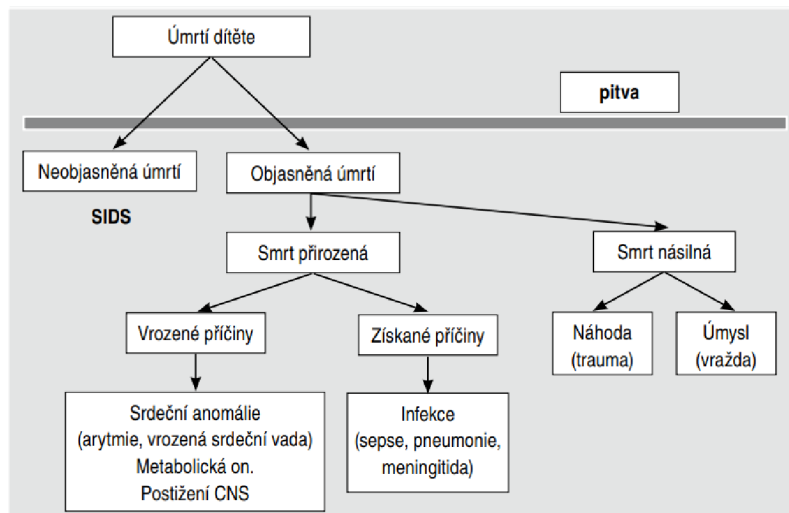 Úmrtí dítěte
pitva
Neobjasněná úmrtí
Objasněná úmrtí
SIDS
Smrt přirozená
Smrt násilná
Vrozené příčiny
Získané příčiny
Náhoda
(trauma)
Úmysl
(vražda)
Srdeční anomálie
(arytmie, vrozená srdeční vada)
Metabolická on.
Postižení CNS
Infekce
(sepse, pneumonie,
meningitida)